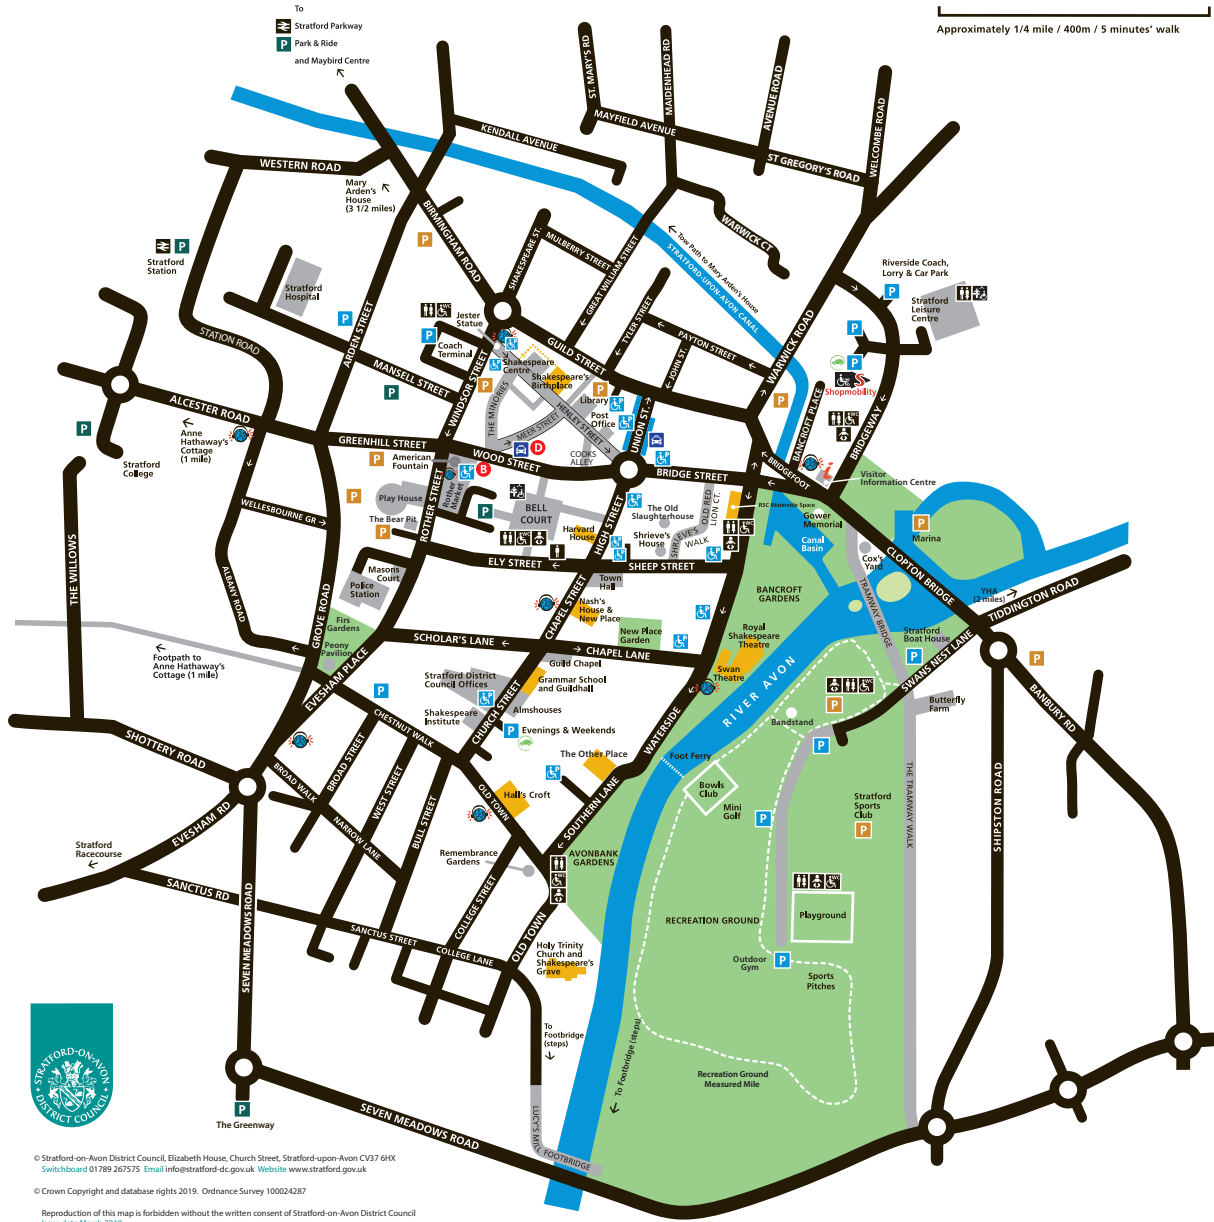 To
Stratford Parkway
P Park & Ride
and Maybird Centre
Approximately 1/4 mile / 400m / 5 minutes' walk
ST. MARY'S RD
MAIDENHEAD RD
AVENUE ROAD
WELCOMBE ROAD
MAYFIELD AVENUE
ST GREGORY'S ROAD
KENDALL AVENUE
WESTERN ROAD
Mary
Arden's
House
(3 1/2 miles)
BIRMINGHAM ROAD
SHAKESPEARE ST.
MULBERRY STREET
GREAT WILLIAM STREET
WARWICK CT
Tow Path to Mary Arden's House
STRATFORD-UPON-AVON CANAL
P
Stratford
Station
Stratford
Hospital
STATION ROAD
ARDEN STREET
MANSELL STREET
Riverside Coach,
Lorry & Car Park
Stratford
Leisure
Centre
WC
Jester
Statue
Coach
Terminal
Shakespeare
Centre
Shakespeare's
Birthplace
GUILD STREET
TYLER STREET
PAYTON STREET
JOHN ST.
WARWICK ROAD
WINDSOR STREET
THE MINORIES
MEER STREET
HENLEY STREET
Library
Post
Office
UNION ST.
COOKS
ALLEY
Shopmobility
BANCROFT PLACE
BRIDGEWAY
BRIDGEFOOT
Visitor
Information Centre
ALCESTER ROAD
Anne
Hathaway's
Cottage
(1 mile)
Stratford
College
GREENHILL STREET
WOOD STREET
BRIDGE STREET
American
Fountain
D
B
Rother
Market
Play House
The Bear Pit
ROTHER STREET
BELL
COURT
Harvard
House
HIGH STREET
The Old
Slaughterhouse
Shrieve's
House
SHRIEVE'S
WALK
OLD RED
LION CT.
RSC Waterside Space
Gower
Memorial
Canal
Basin
Cox's
Yard
Marina
CLOPTON BRIDGE
YHA
(2 miles)
TIDDINGTON ROAD
WELLESBOURNE GR
THE WILLOWS
ALBANY ROAD
GROVE ROAD
Masons
Court
Police
Station
ELY STREET
SHEEP STREET
Town
Hall
CHAPEL STREET
Nash's
House &
New Place
New Place
Garden
BANCROFT
GARDENS
Royal
Shakespeare
Theatre
Swan
Theatre
TRAMWAY BRIDGE
Stratford
Boat House
SWANS NEST LANE
Firs
Gardens
Peony
Pavilion
Footpath to
Anne Hathaway's
Cottage (1 mile)
EVESHAM PLACE
SCHOLAR'S LANE
CHAPEL LANE
Guild Chapel
Grammar School
and Guildhall
Almshouses
Stratford District
Council Offices
Shakespeare
Institute
CHURCH STREET
P Evenings & Weekends
The Other Place
WATERSIDE
RIVER AVON
Foot Ferry
Bandstand
Butterfly
Farm
BANBURY RD
SHOTTERY ROAD
CHESTNUT WALK
BROAD STREET
BROAD WALK
WEST STREET
NARROW LANE
BULL STREET
OLD TOWN
Hall's Croft
SOUTHERN LANE
Bowls
Club
Mini
Golf
Stratford
Sports
Club
THE TRAMWAY WALK
SHIPSTON ROAD
EVESHAM RD
Stratford
Racecourse
SANCTUS RD
SANCTUS STREET
COLLEGE STREET
COLLEGE LANE
Remembrance
Gardens
AVONBANK
GARDENS
OLD TOWN
RECREATION GROUND
Playground
Outdoor
Gym
Sports
Pitches
Holy Trinity
Church and
Shakespeare's
Grave
To
Footbridge
(steps)
To Footbridge (steps)
Recreation Ground
Measured Mile
SEVEN MEADOWS ROAD
SEVEN MEADOWS ROAD
LUCY'S MILL FOOTBRIDGE
P
The Greenway
STRATFORD-ON-AVON
DISTRICT COUNCIL
© Stratford-on-Avon District Council, Elizabeth House, Church Street, Stratford-upon-Avon CV37 6HX
Switchboard 01789 267575 Email info@stratford-dc.gov.uk Website www.stratford.gov.uk
© Crown Copyright and database rights 2019. Ordnance Survey 100024287
Reproduction of this map is forbidden without the written consent of Stratford-on-Avon District Council